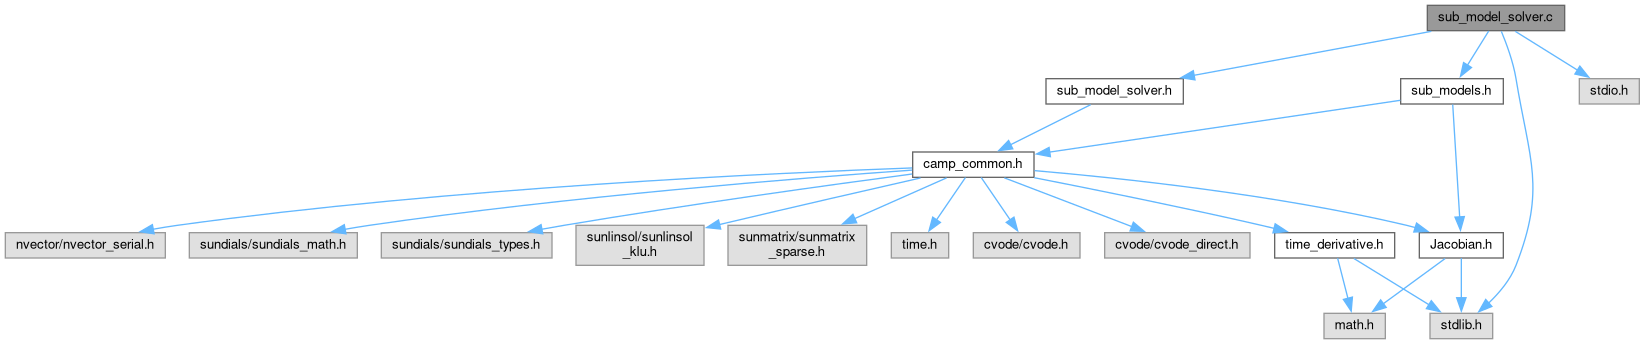 sub_model_solver.c
sub_model_solver.h
sub_models.h
stdio.h
camp_common.h
nvector/nvector_serial.h
sundials/sundials_math.h
sundials/sundials_types.h
sunlinsol/sunlinsol
_klu.h
sunmatrix/sunmatrix
_sparse.h
time.h
cvode/cvode.h
cvode/cvode_direct.h
time_derivative.h
Jacobian.h
math.h
stdlib.h